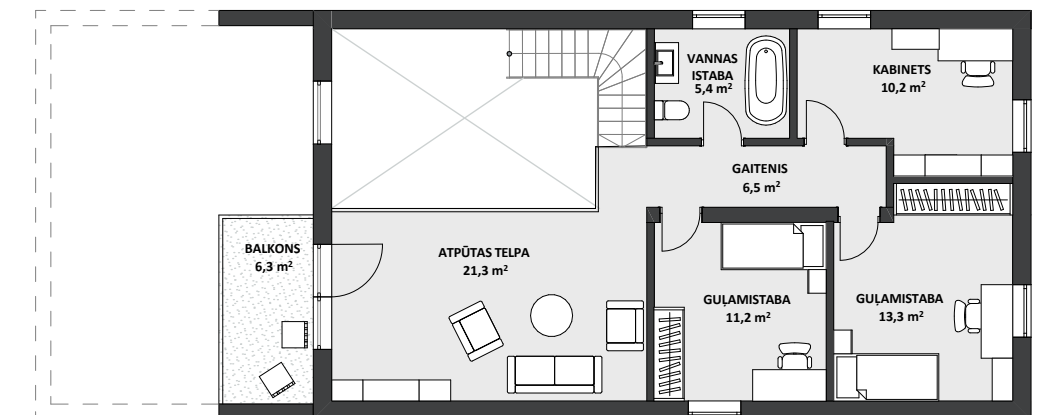 VANNAS
ISTABA
5,4 m²
KABINETS
10,2 m²
GAITENIS
6,5 m²
BALKONS
6,3 m²
ATPŪTAS TELPA
21,3 m²
GUĻAMISTABA
11,2 m²
GUĻAMISTABA
13,3 m²